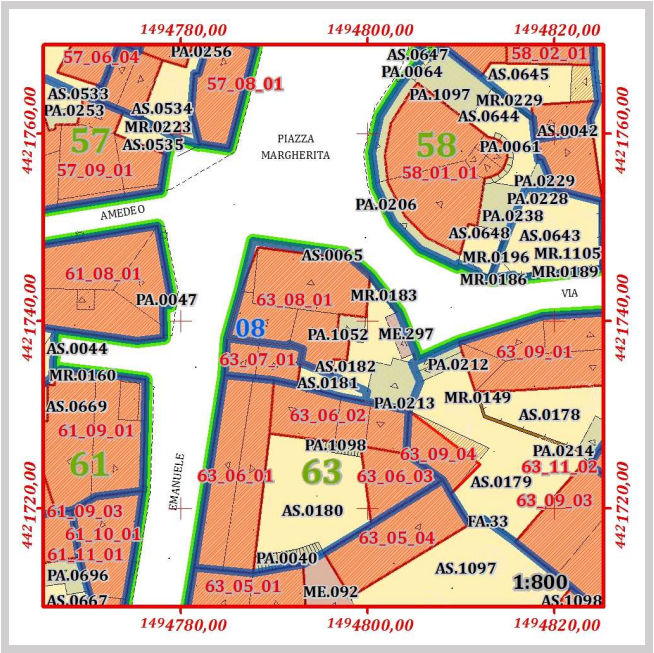 1494780,00 1494800,00 1494820,00
4421760,00
4421740,00
4421720,00
57_06_04
PA.0256
57_08_01
AS.0533
PA.0253
AS.0534
MR.0223
AS.0535
57
57_09_01
PIAZZA
MARGHERITA
AMEDEO
AS.0647
PA.0064
58_02_01
AS.0645
PA.1097
MR.0229
AS.0644
AS.0042
58
PA.0061
58_01_01
PA.0229
PA.0228
PA.0206
PA.0238
AS.0648
AS.0643
MR.0196
MR.1105
MR.0186
MR.0189
VIA
61_08_01
PA.0047
AS.0065
63_08_01
MR.0183
08
PA.1052
ME.297
63_07_01
AS.0182
AS.0181
PA.0212
63_09_01
AS.0044
MR.0160
AS.0669
61_09_01
61
61_09_03
61_10_01
61_11_01
PA.0696
AS.0667
EMANUELE
63_06_02
PA.0213
MR.0149
AS.0178
PA.1098
63_09_04
63
63_06_01
63_06_03
PA.0214
63_11_02
AS.0179
63_09_03
AS.0180
FA.33
63_05_04
PA.0040
AS.1097
63_05_01
ME.092
1:800
AS.1098
4421760,00
4421740,00
4421720,00
1494780,00 1494800,00 1494820,00